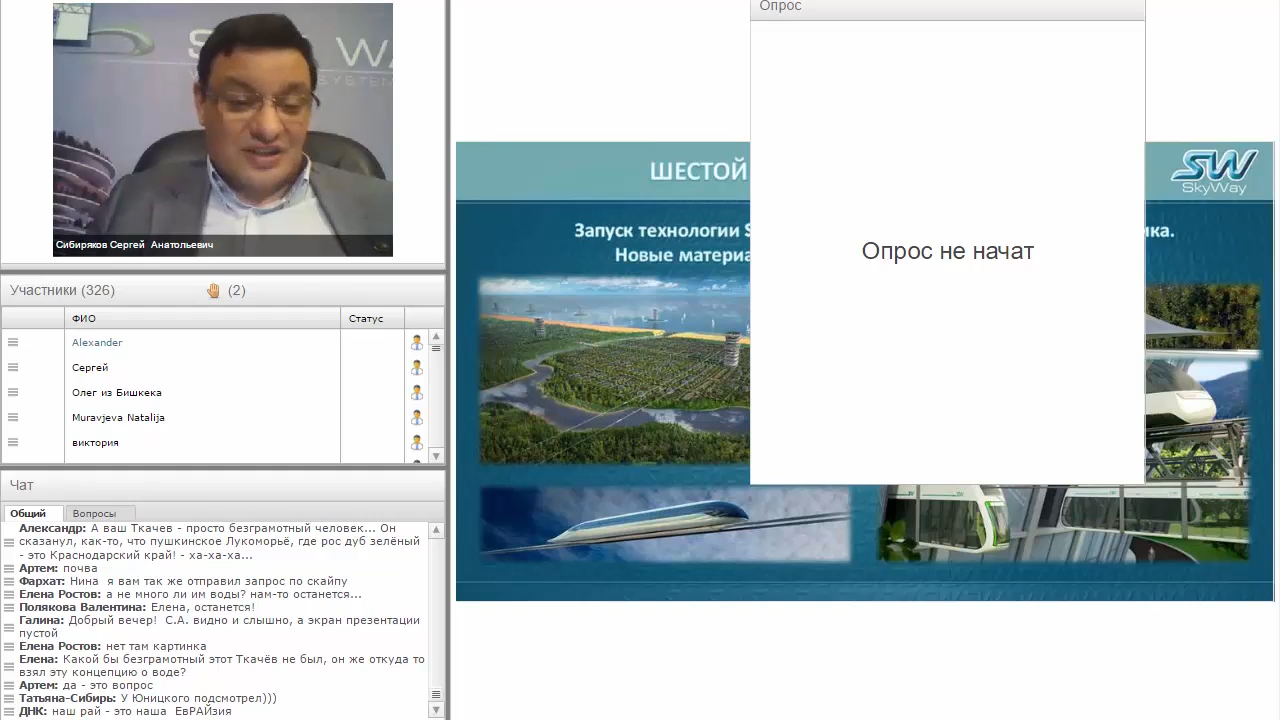 Сибиряков Сергей Анатольевич
Участники (326)
(2)
ФИО Статус
Alexander
Сергей
Олег из Бишкека
Muravjeva Natalija
виктория
Чат
Общий Вопросы
Александр: А ваш Ткачев - просто безграмотный человек... Он
сказанул, как-то, что пушкинское Лукоморьё, где рос дуб зелёный
- это Краснодарский край! - ха-ха-ха...
Артем: почва
Фархат: Нина я вам так же отправил запрос по скайпу
Елена Ростов: а не много ли им воды? нам-то останется...
Полякова Валентина: Елена, останется!
Галина: Добрый вечер! С.А. видно и слышно, а экран презентации
пустой
Елена Ростов: нет там картинка
Елена: Какой бы безграмотный этот Ткачёв не был, он же откуда то
взял эту концепцию о воде?
Артем: да - это вопрос
Татьяна-Сибирь: У Юницкого подсмотрел)))
ДНК: наш рай - это наша ЕвРАЙзия
Опрос
Опрос не начат
ШЕСТОЙ
SW
SkyWay
Запуск технологии
Новые